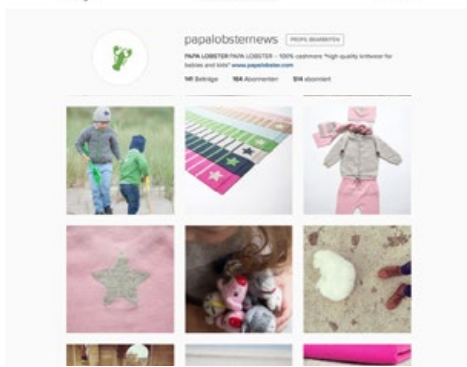 papalobsternews PROFIL BEARBEITEN
PAPA LOBSTER PAPA LOBSTER – 100% cashmere "high quality knitwear for
babies and kids" www.papalobster.com
141 Beiträge 164 Abonnenten 514 abonniert